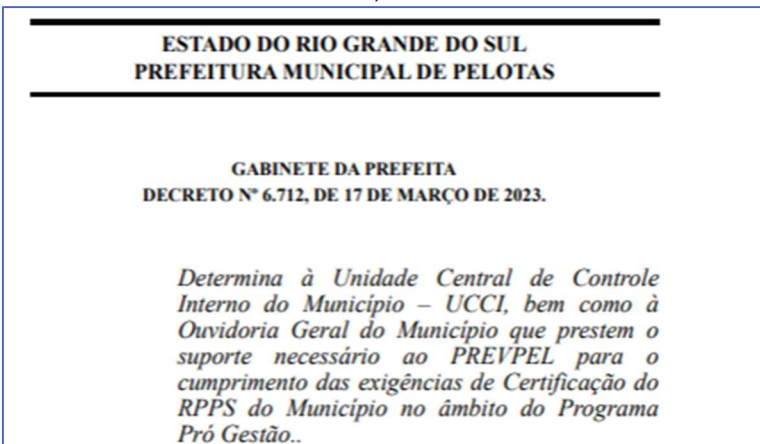 ESTADO DO RIO GRANDE DO SUL
PREFEITURA MUNICIPAL DE PELOTAS
GABINETE DA PREFEITA
DECRETO Nº 6.712, DE 17 DE MARÇO DE 2023.
Determina à Unidade Central de Controle
Interno do Município – UCCI, bem como à
Ouvidoria Geral do Município que prestem o
suporte necessário ao PREVPEL para o
cumprimento das exigências de Certificação do
RPPS do Município no âmbito do Programa
Pró Gestão..